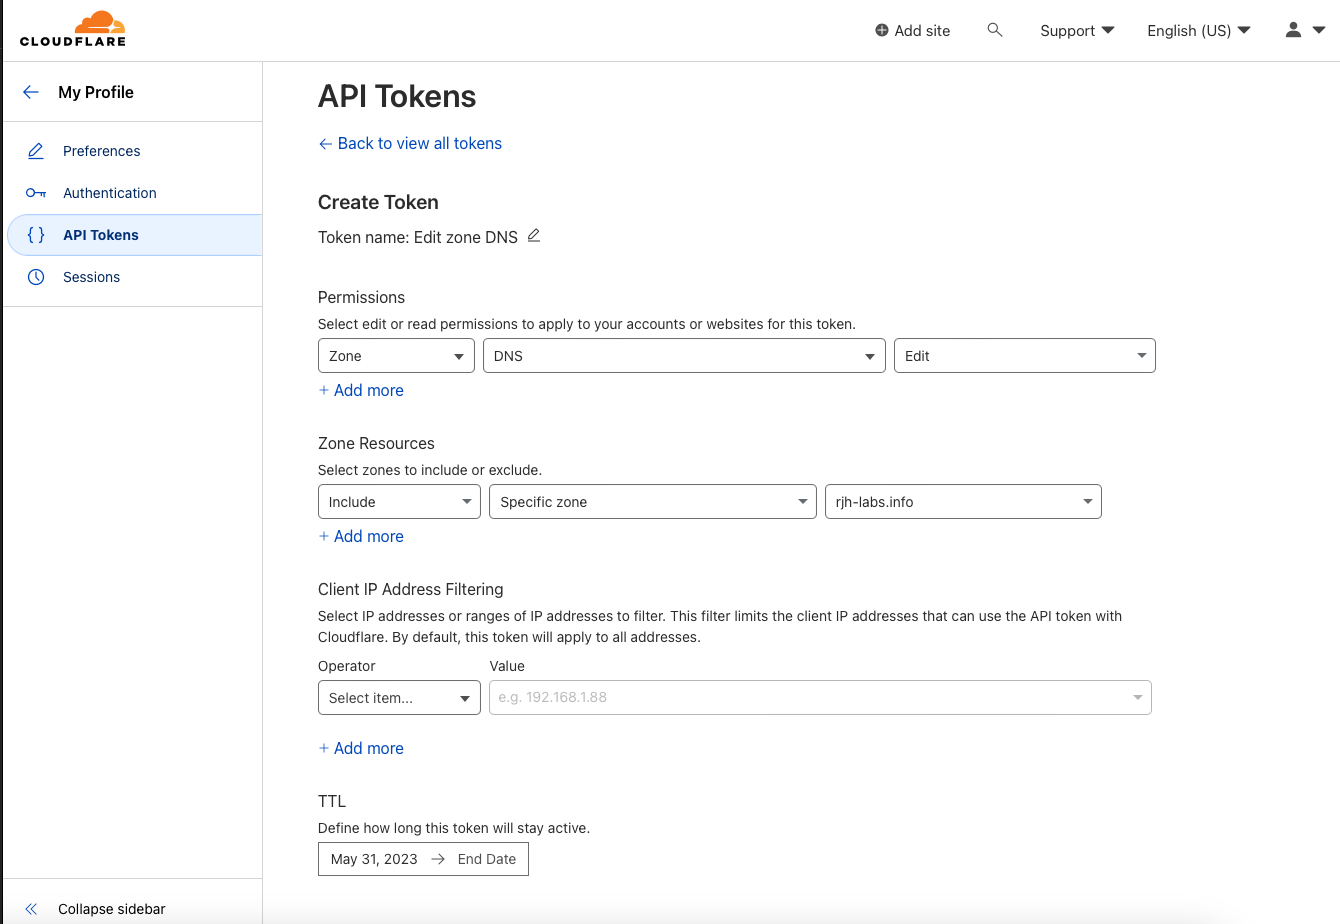 CLOUDFLARE
Add site
Support
English (US)
My Profile
Preferences
Authentication
API Tokens
Sessions
Collapse sidebar
API Tokens
← Back to view all tokens
Create Token
Token name: Edit zone DNS
Permissions
Select edit or read permissions to apply to your accounts or websites for this token.
Zone DNS Edit
+ Add more
Zone Resources
Select zones to include or exclude.
Include Specific zone rjh-labs.info
+ Add more
Client IP Address Filtering
Select IP addresses or ranges of IP addresses to filter. This filter limits the client IP addresses that can use the API token with
Cloudflare. By default, this token will apply to all addresses.
Operator Value
Select item... e.g. 192.168.1.88
+ Add more
TTL
Define how long this token will stay active.
May 31, 2023 → End Date